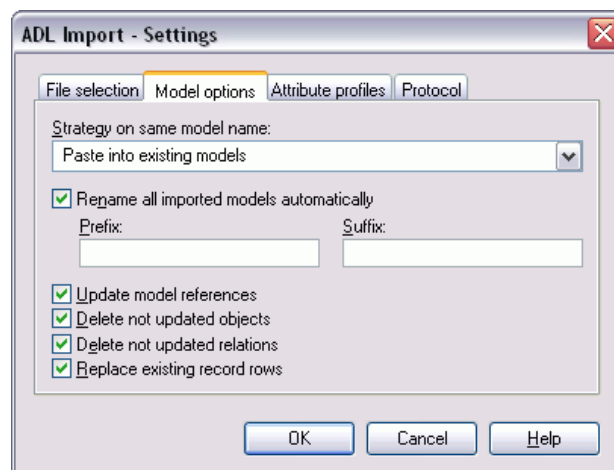 ADL Import - Settings
File selection Model options Attribute profiles Protocol
Strategy on same model name:
Paste into existing models
Rename all imported models automatically
Prefix: Suffix:
Update model references
Delete not updated objects
Delete not updated relations
Replace existing record rows
OK Cancel Help